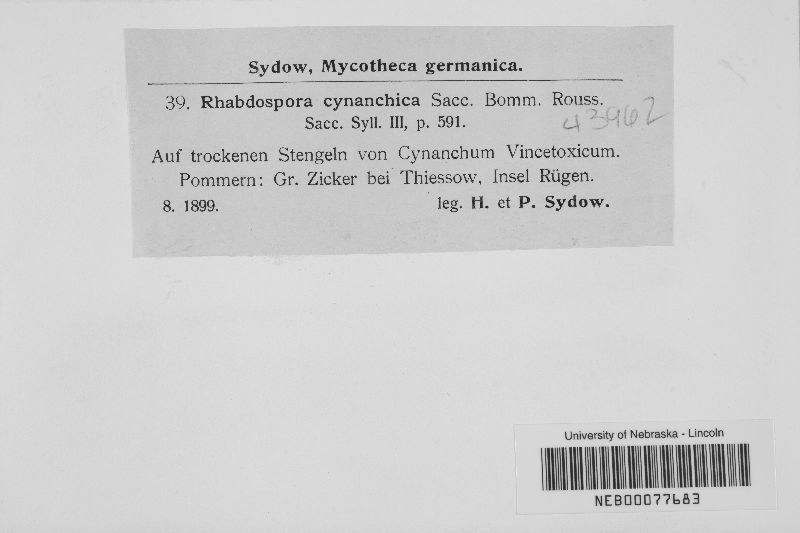 Sydow, Mycotheca germanica.
39. Rhabdospora cynanchica Sacc. Bomm. Rouss.
Sacc. Syll. III, p. 591.
43962
Auf trockenen Stengeln von Cynanchum Vincetoxicum.
Pommern: Gr. Zicker bei Thiessow, Insel Rügen.
8. 1899. leg. H. et P. Sydow.
University of Nebraska - Lincoln
NEB00077683